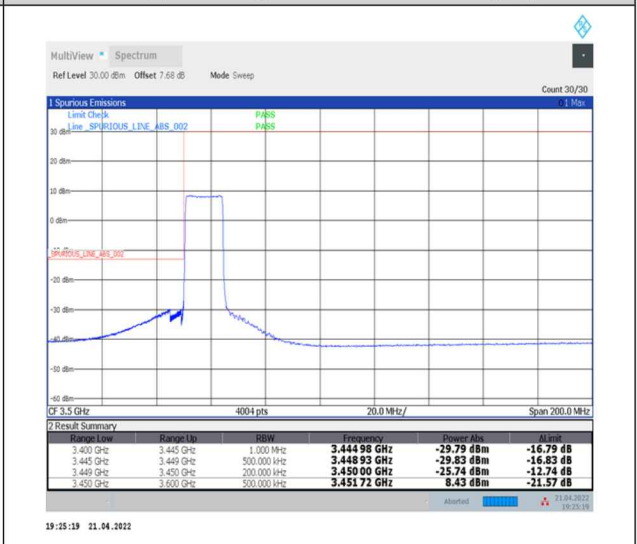 MultiView Spectrum
Ref Level 30.00 dBm Offset 7.68 dB Mode Sweep
Count 30/30
1 Spurious Emissions 1 Max
Limit Check PASS
Line _SPURIOUS_LINE_ABS_002 PASS
30 dBm
20 dBm
10 dBm
0 dBm
-10 dBm
_SPURIOUS_LINE_ABS_002
-20 dBm
-30 dBm
-40 dBm
-50 dBm
-60 dBm
CF 3.5 GHz 4004 pts 20.0 MHz/ Span 200.0 MHz
2 Result Summary
Range Low Range Up RBW Frequency Power Abs ΔLimit
3.400 GHz 3.445 GHz 1.000 MHz 3.444 98 GHz -29.79 dBm -16.79 dB
3.445 GHz 3.449 GHz 500.000 kHz 3.448 93 GHz -29.83 dBm -16.83 dB
3.449 GHz 3.450 GHz 200.000 kHz 3.450 00 GHz -25.74 dBm -12.74 dB
3.450 GHz 3.600 GHz 500.000 kHz 3.451 72 GHz 8.43 dBm -21.57 dB
Aborted 21.04.2022
19:25:19
19:25:19 21.04.2022